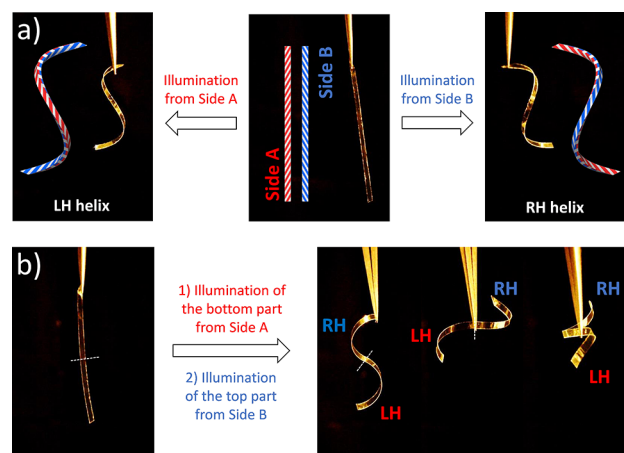 a)
Illumination
from Side A
Side A
Side B
Illumination
from Side B
LH helix
RH helix
b)
1) Illumination of
the bottom part
from Side A
2) Illumination
of the top part
from Side B
RH
LH
RH
LH
RH
LH